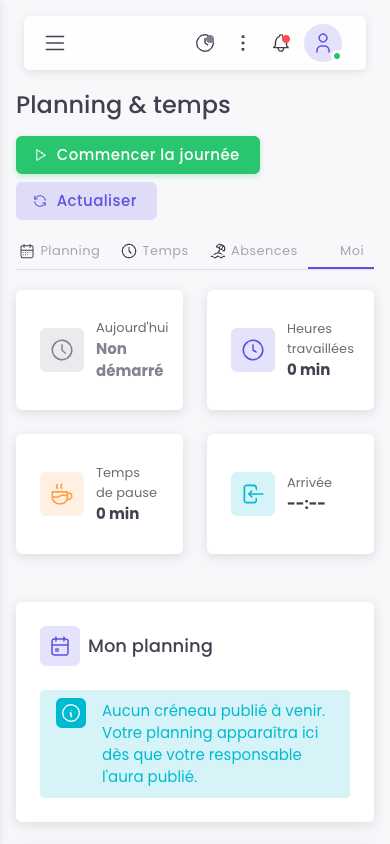 Planning & temps
Commencer la journée
Actualiser
Planning Temps Absences Moi
Aujourd'hui
Non
démarré
Heures
travaillées
0 min
Temps
de pause
0 min
Arrivée
--:--
Mon planning
Aucun créneau publié à venir.
Votre planning apparaîtra ici
dès que votre responsable
l'aura publié.